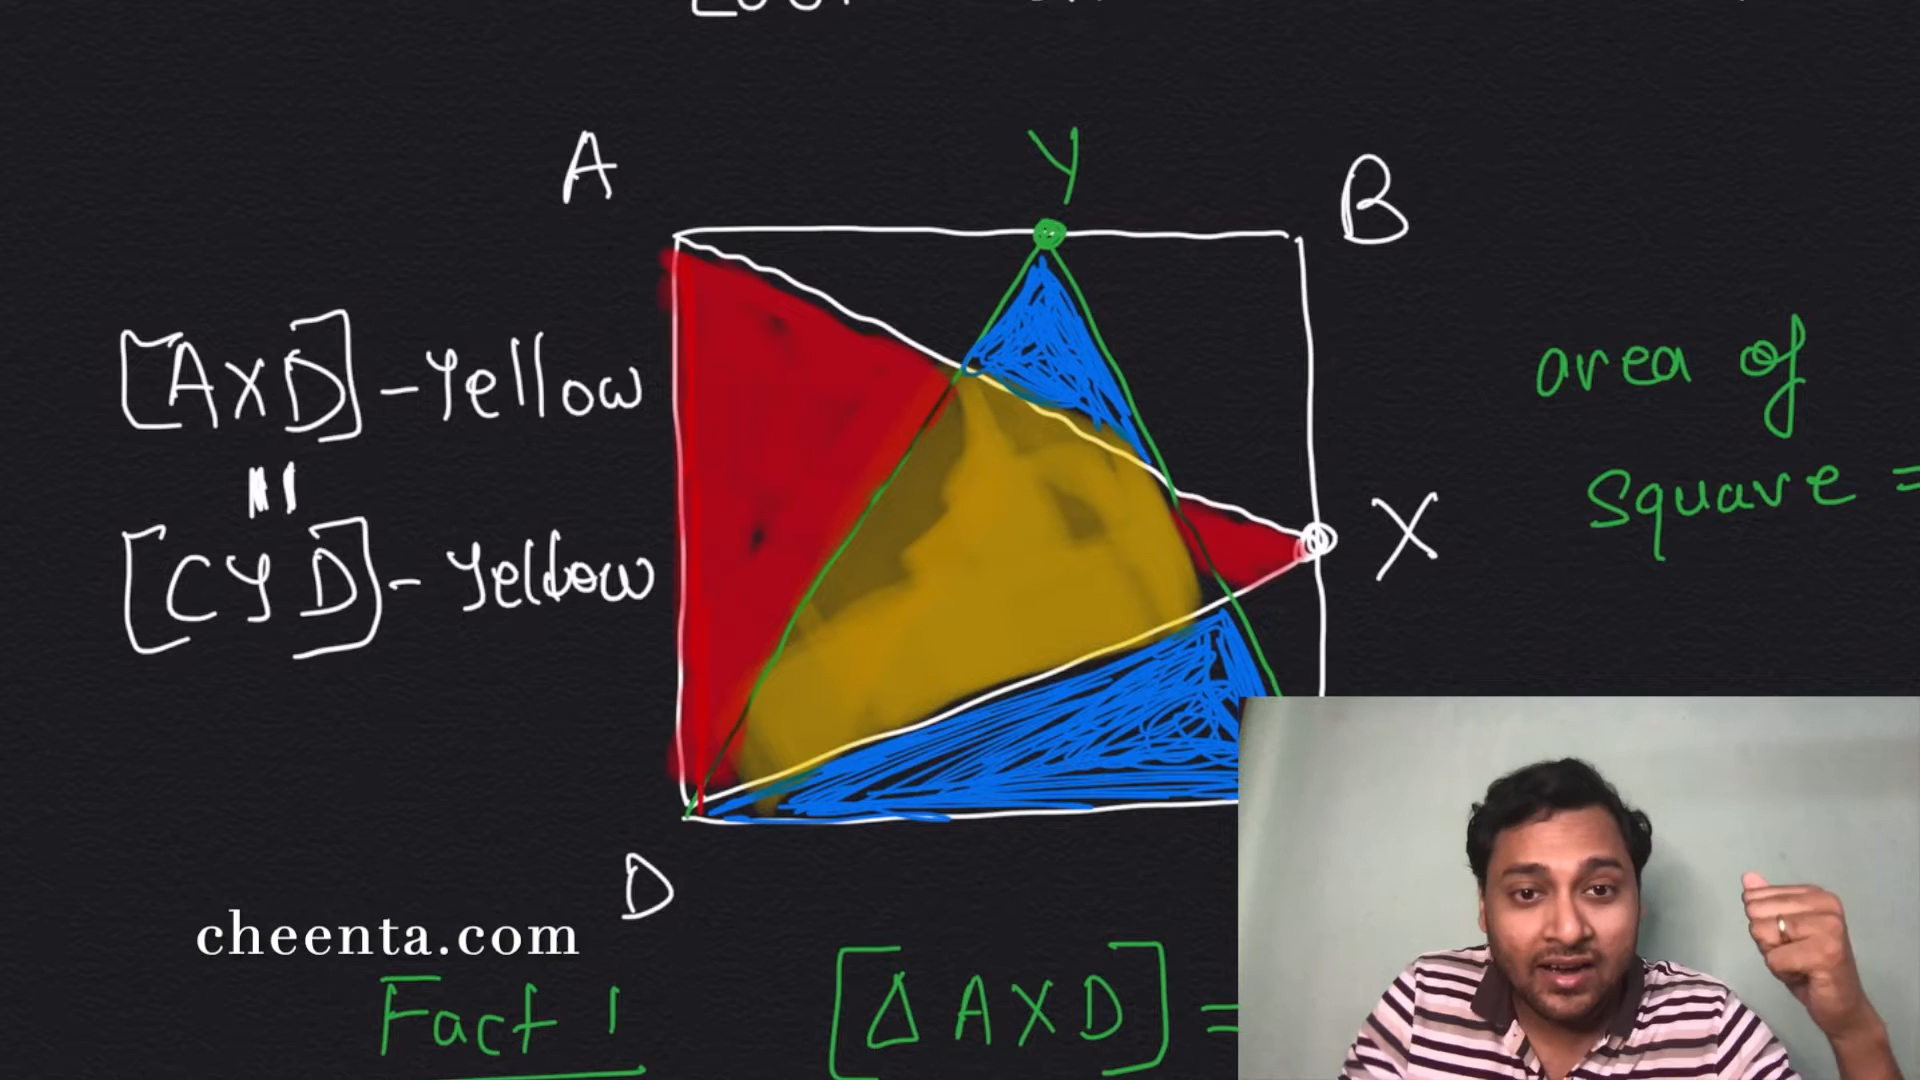 A
Y
B
[AXD] - Yellow
=
[CYD] - Yellow
X
area of
square =
D
cheenta.com
Fact 1
[Δ AXD] =